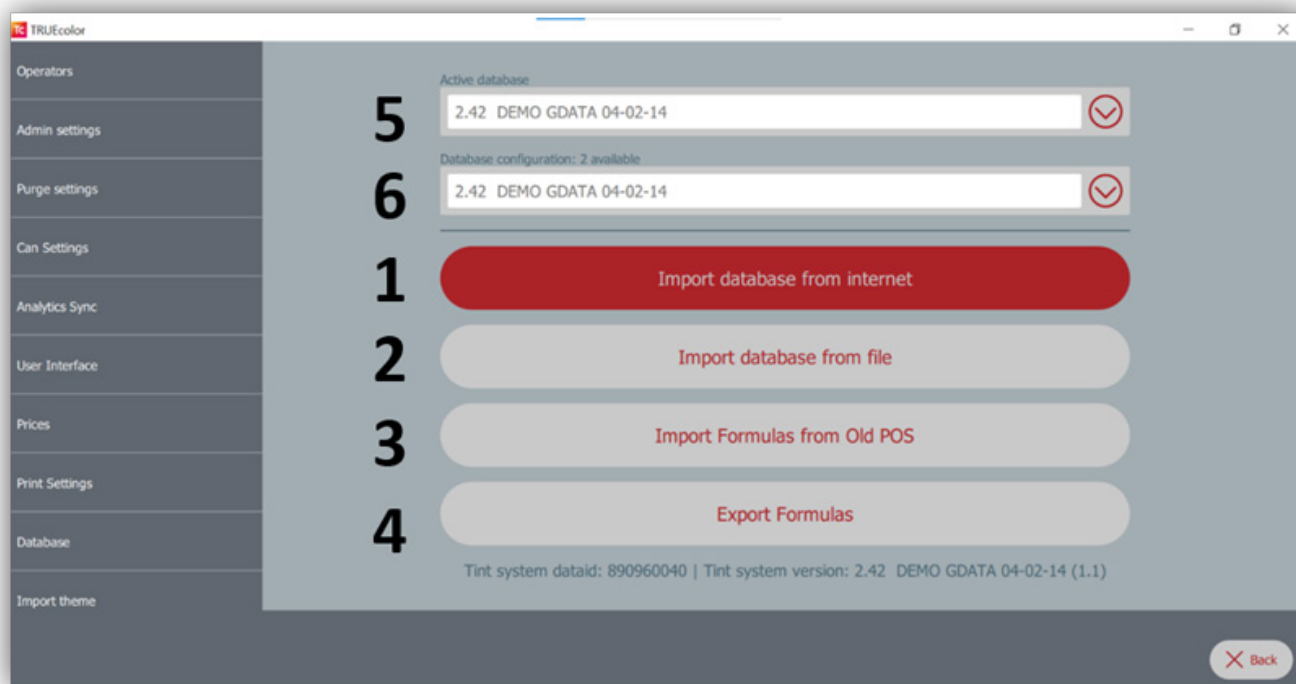 Tc TRUEcolor
Operators
Admin settings
Purge settings
Can Settings
Analytics Sync
User Interface
Prices
Print Settings
Database
Import theme
Active database
5 2.42 DEMO GDATA 04-02-14
Database configuration: 2 available
6 2.42 DEMO GDATA 04-02-14
1 Import database from internet
2 Import database from file
3 Import Formulas from Old POS
4 Export Formulas
Tint system dataid: 890960040 | Tint system version: 2.42 DEMO GDATA 04-02-14 (1.1)
Back